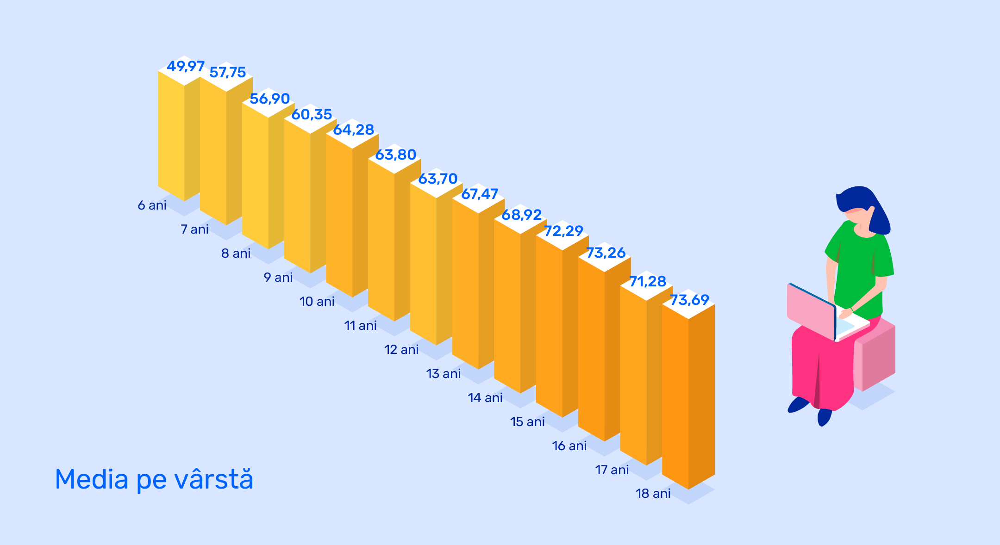 49,97
57,75
56,90
60,35
64,28
63,80
63,70
67,47
68,92
72,29
73,26
71,28
73,69
6 ani
7 ani
8 ani
9 ani
10 ani
11 ani
12 ani
13 ani
14 ani
15 ani
16 ani
17 ani
18 ani
Media pe vârstă